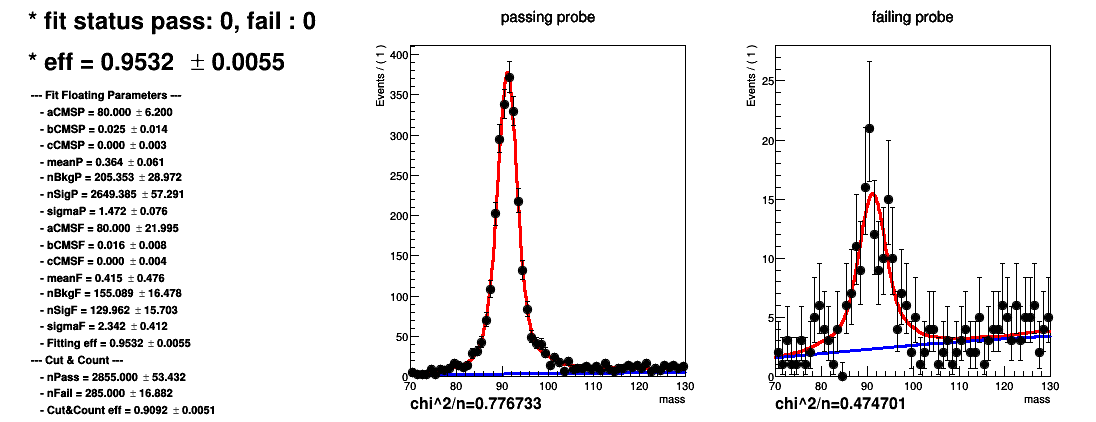 * fit status pass: 0, fail : 0
* eff = 0.9532 ± 0.0055
--- Fit Floating Parameters ---
- aCMSP = 80.000 ± 6.200
- bCMSP = 0.025 ± 0.014
- cCMSP = 0.000 ± 0.003
- meanP = 0.364 ± 0.061
- nBkgP = 205.353 ± 28.972
- nSigP = 2649.385 ± 57.291
- sigmaP = 1.472 ± 0.076
- aCMSF = 80.000 ± 21.995
- bCMSF = 0.016 ± 0.008
- cCMSF = 0.000 ± 0.004
- meanF = 0.415 ± 0.476
- nBkgF = 155.089 ± 16.478
- nSigF = 129.962 ± 15.703
- sigmaF = 2.342 ± 0.412
- Fitting eff = 0.9532 ± 0.0055
--- Cut & Count ---
- nPass = 2855.000 ± 53.432
- nFail = 285.000 ± 16.882
- Cut&Count eff = 0.9092 ± 0.0051
passing probe
Events / ( 1 )
400
350
300
250
200
150
100
50
0
70 80 90 100 110 120 130
mass
chi^2/n=0.776733
failing probe
Events / ( 1 )
25
20
15
10
5
0
70 80 90 100 110 120 130
mass
chi^2/n=0.474701